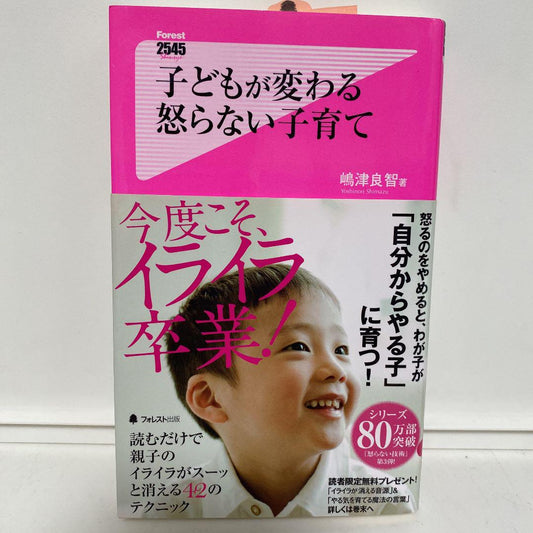 Forest
2545
Shinsyo
子どもが変わる
怒らない子育て
嶋津良智 著
Yoshinori Shimazu
今度こそ、
イライラ
卒業!
怒るのをやめると、わが子が
「自分からやる子」
に育つ!
フォレスト出版
読むだけで
親子の
イライラがスーッ
と消える42の
テクニック
シリーズ
80万部
突破
「怒らない技術」
第3弾!
読者限定無料プレゼント!
「イライラが消える音源」&
「やる気を育てる魔法の言葉」
詳しくは巻末へ